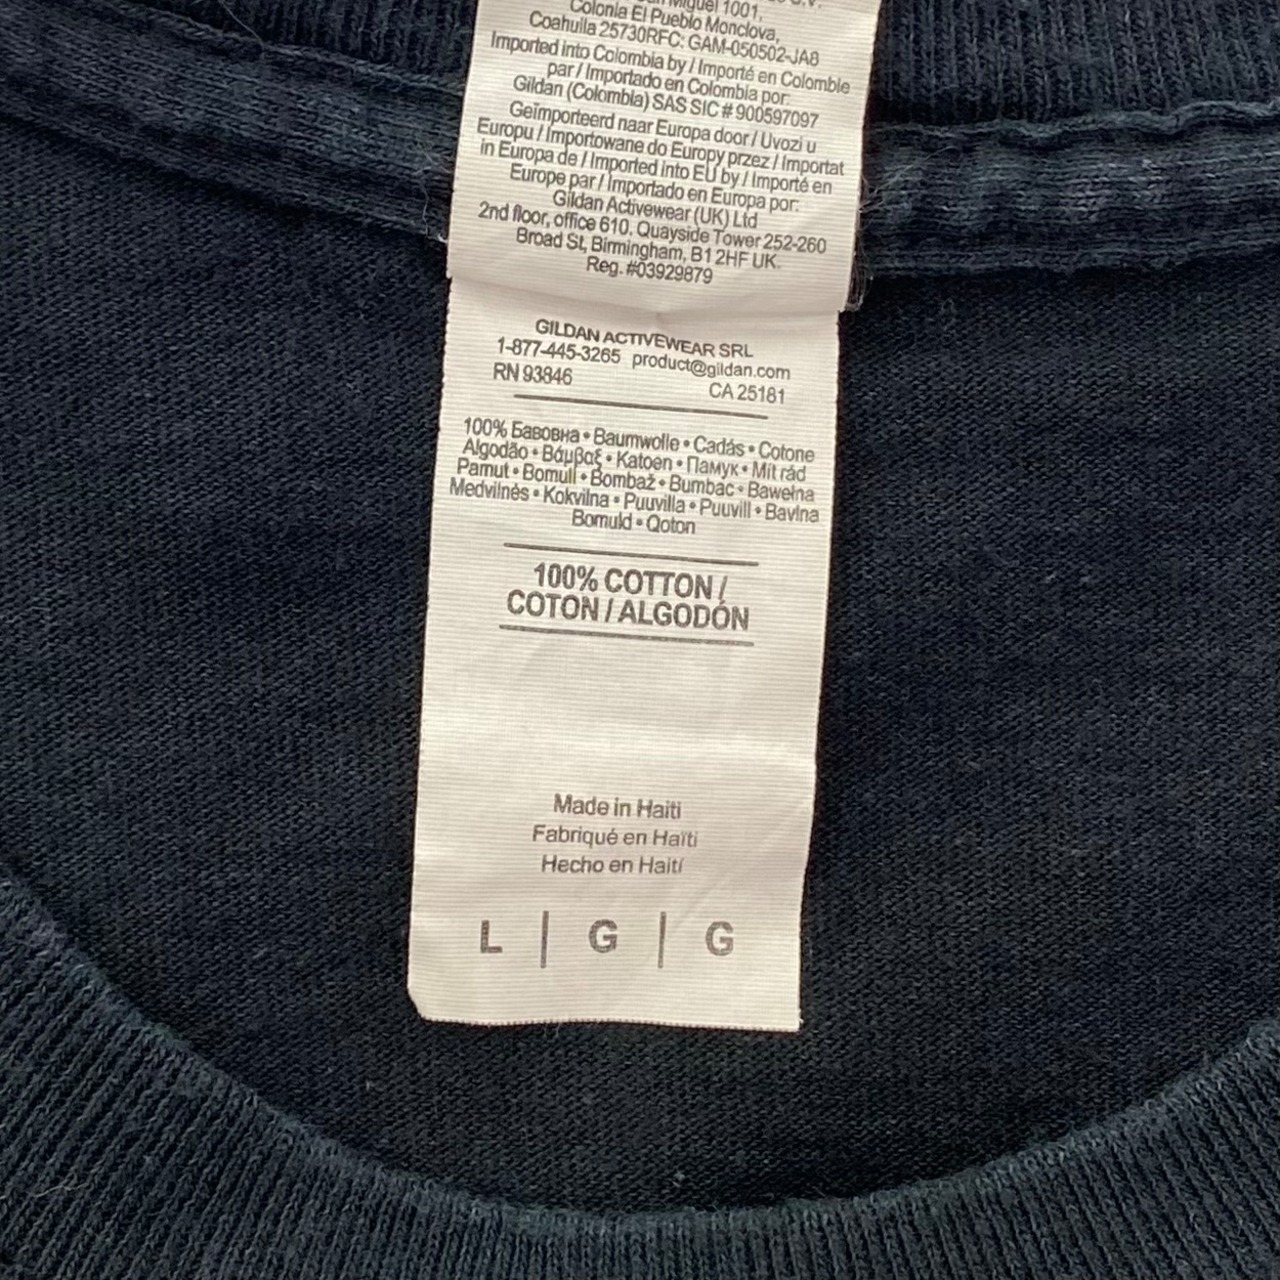 Miguel 1001,
Colonia El Pueblo Monclova,
Coahuila 25730RFC: GAM-050502-JA8
Imported into Colombia by / Importé en Colombie
par / Importado en Colombia por:
Gildan (Colombia) SAS SIC # 900597097
Geïmporteerd naar Europa door / Uvozi u
Europu / Importowane do Europy przez / Importat
in Europa de / Imported into EU by / Importé en
Europe par / Importado en Europa por:
Gildan Activewear (UK) Ltd
2nd floor, office 610, Quayside Tower 252-260
Broad St, Birmingham, B1 2HF UK.
Reg. #03929879
GILDAN ACTIVEWEAR SRL
1-877-445-3265 product@gildan.com
RN 93846 CA 25181
100% Бавовна • Baumwolle • Cadás • Cotone
Algodão • Βάμβαξ • Katoen • Памук • Mit rád
Pamut • Bomull • Bombaž • Bumbac • Bawełna
Medvilnės • Kokvilna • Puuvilla • Puuvill • Bavlna
Bomuld • Qoton
100% COTTON /
COTON / ALGODÓN
Made in Haiti
Fabriqué en Haïti
Hecho en Haití
L | G | G